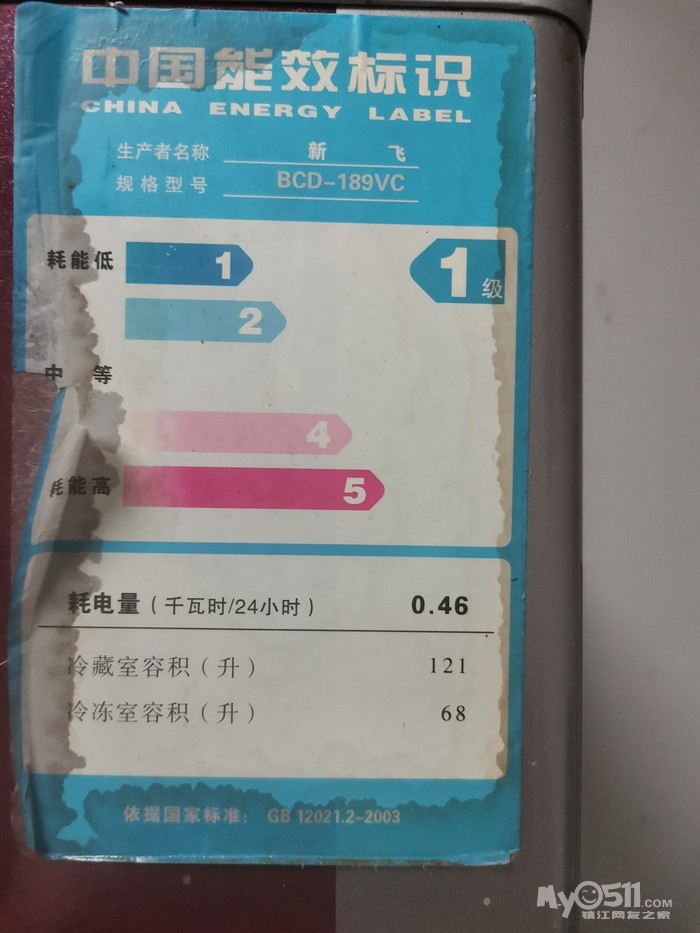 中国能效标识
CHINA ENERGY LABEL
生产者名称 新 飞
规格型号 BCD-189VC
耗能低 1 1级
2
中 等
4
耗能高 5
耗电量（千瓦时/24小时） 0.46
冷藏室容积（升） 121
冷冻室容积（升） 68
依据国家标准： GB 12021.2-2003
MyO511.COM
镇江网友之家